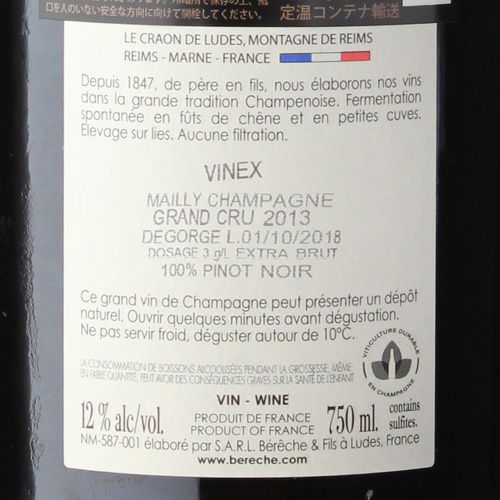 口を人のいない安全な方向に向けて開栓してください。
定温コンテナ輸送
LE CRAON DE LUDES, MONTAGNE DE REIMS
REIMS - MARNE - FRANCE
Depuis 1847, de père en fils, nous élaborons nos vins
dans la grande tradition Champenoise. Fermentation
spontanée en fûts de chêne et en petites cuves.
Élevage sur lies. Aucune filtration.
VINEX
MAILLY CHAMPAGNE
GRAND CRU 2013
DEGORGE L.01/10/2018
DOSAGE 3 g/L EXTRA BRUT
100% PINOT NOIR
Ce grand vin de Champagne peut présenter un dépôt
naturel. Ouvrir quelques minutes avant dégustation.
Ne pas servir froid, déguster autour de 10°C.
VITICULTURE DURABLE
EN CHAMPAGNE
LA CONSOMMATION DE BOISSONS ALCOOLISÉES PENDANT LA GROSSESSE, MÊME
EN FAIBLE QUANTITÉ, PEUT AVOIR DES CONSÉQUENCES GRAVES SUR LA SANTÉ DE L'ENFANT
VIN - WINE
12 % alc/vol.
PRODUIT DE FRANCE
PRODUCT OF FRANCE
750 ml.
contains
sulfites.
NM-587-001 élaboré par S.A.R.L. Bérêche & Fils à Ludes, France
www.bereche.com